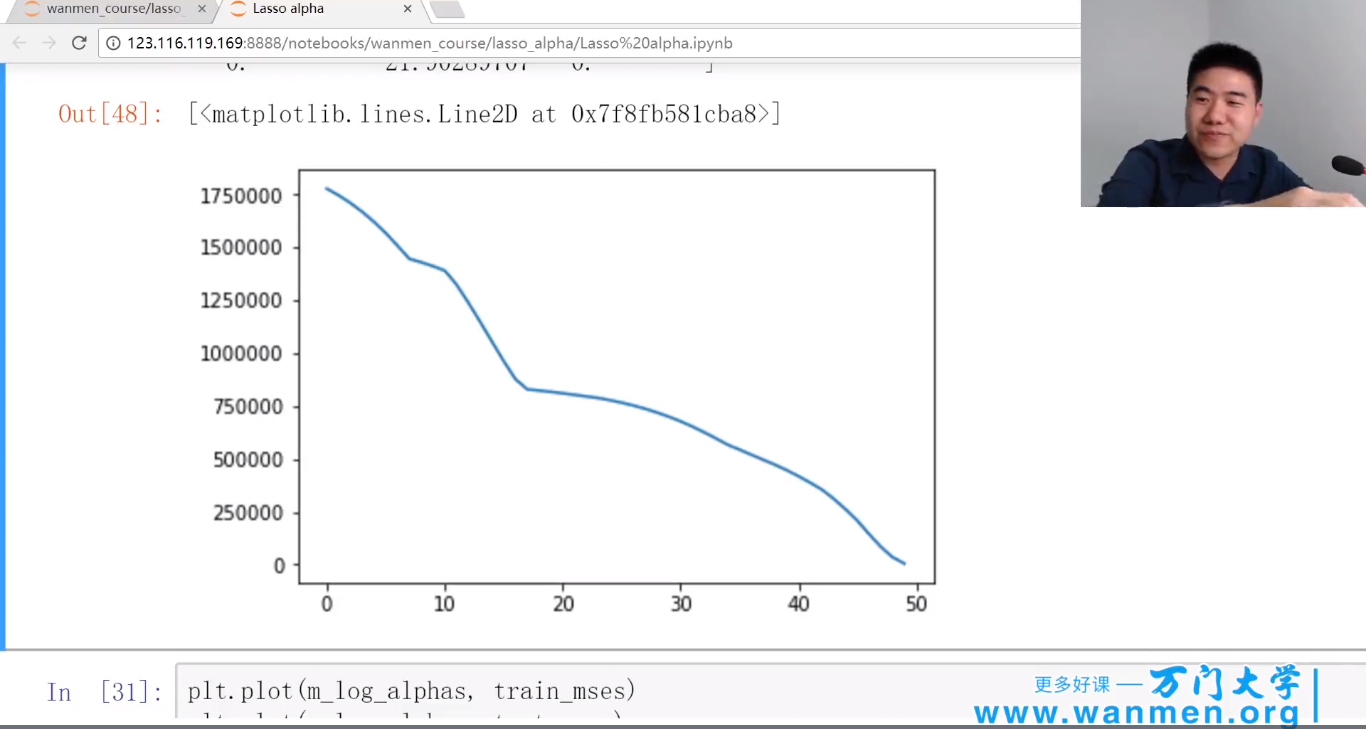 wanmen_course/lasso_
Lasso alpha
123.116.119.169:8888/notebooks/wanmen_course/lasso_alpha/Lasso%20alpha.ipynb
Out[48]: [<matplotlib.lines.Line2D at 0x7f8fb581cba8>]
1750000
1500000
1250000
1000000
750000
500000
250000
0
0 10 20 30 40 50
In [31]: plt.plot(m_log_alphas, train_mses)
更多好课 — 万门大学
www.wanmen.org